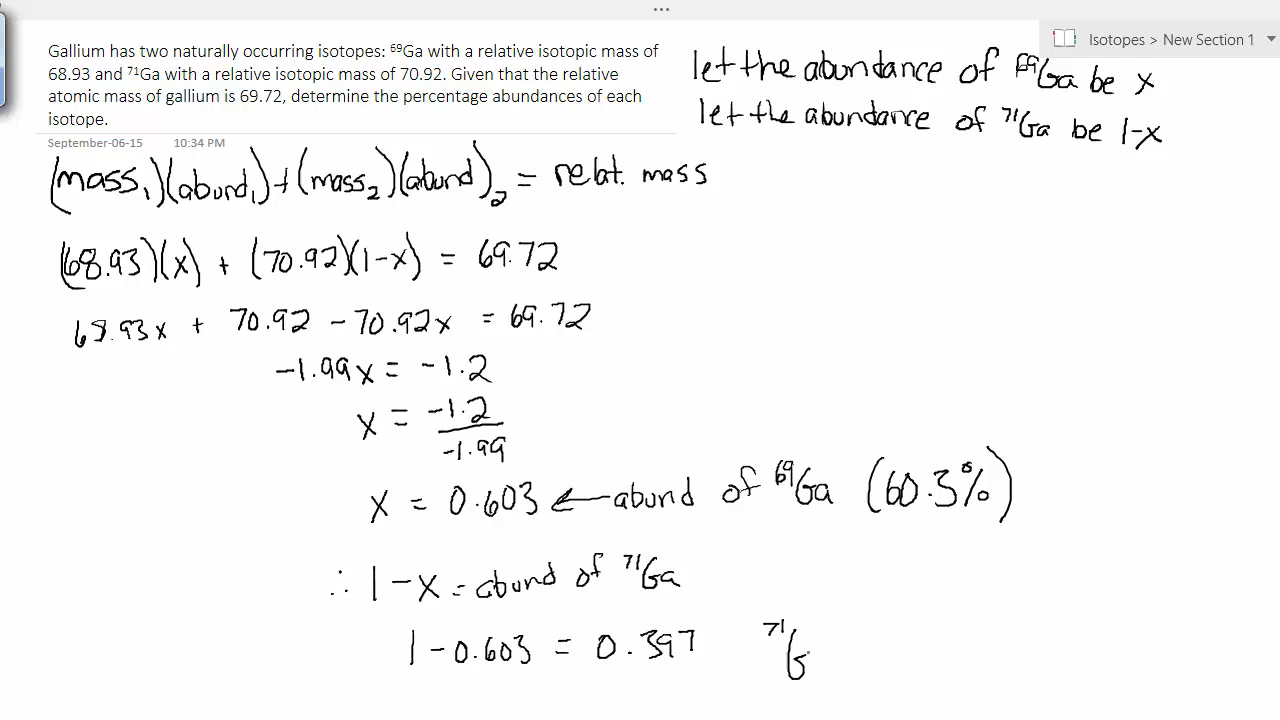 Isotopes > New Section 1
Gallium has two naturally occurring isotopes: ⁶⁹Ga with a relative isotopic mass of
68.93 and ⁷¹Ga with a relative isotopic mass of 70.92. Given that the relative
atomic mass of gallium is 69.72, determine the percentage abundances of each
isotope.
September-06-15 10:34 PM
let the abundance of ⁶⁹Ga be x
let the abundance of ⁷¹Ga be 1-x
(mass₁)(abund₁)+(mass₂)(abund)₂ = relat. mass
(68.93)(x) + (70.92)(1-x) = 69.72
68.93x + 70.92 - 70.92x = 69.72
-1.99x = -1.2
x = -1.2
-1.99
x = 0.603 ← abund of ⁶⁹Ga (60.3%)
∴ 1-x = abund of ⁷¹Ga
1-0.603 = 0.397 ⁷¹G